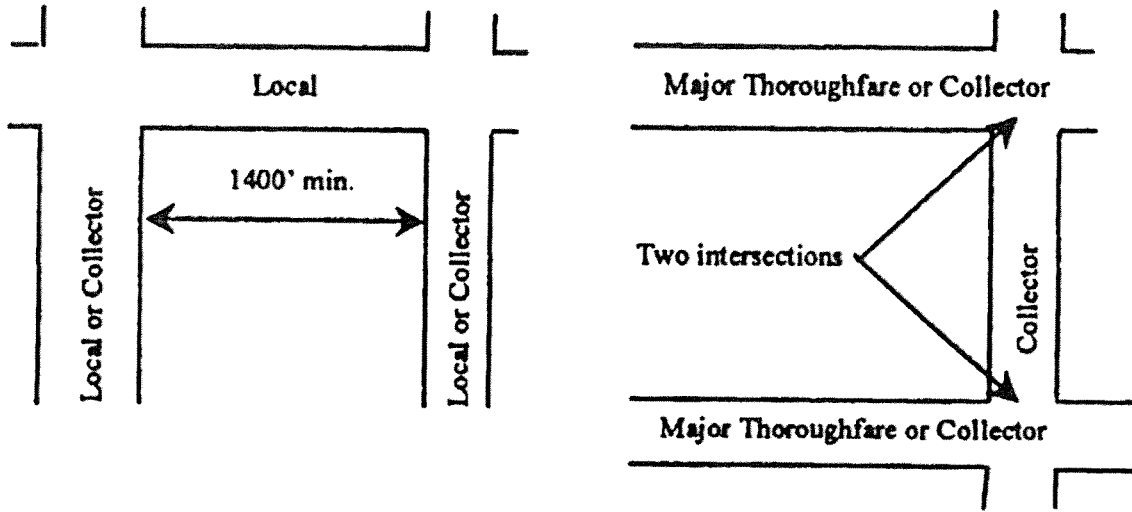 Local
1400' min.
Local or Collector
Local or Collector
Major Thoroughfare or Collector
Two intersections
Collector
Major Thoroughfare or Collector